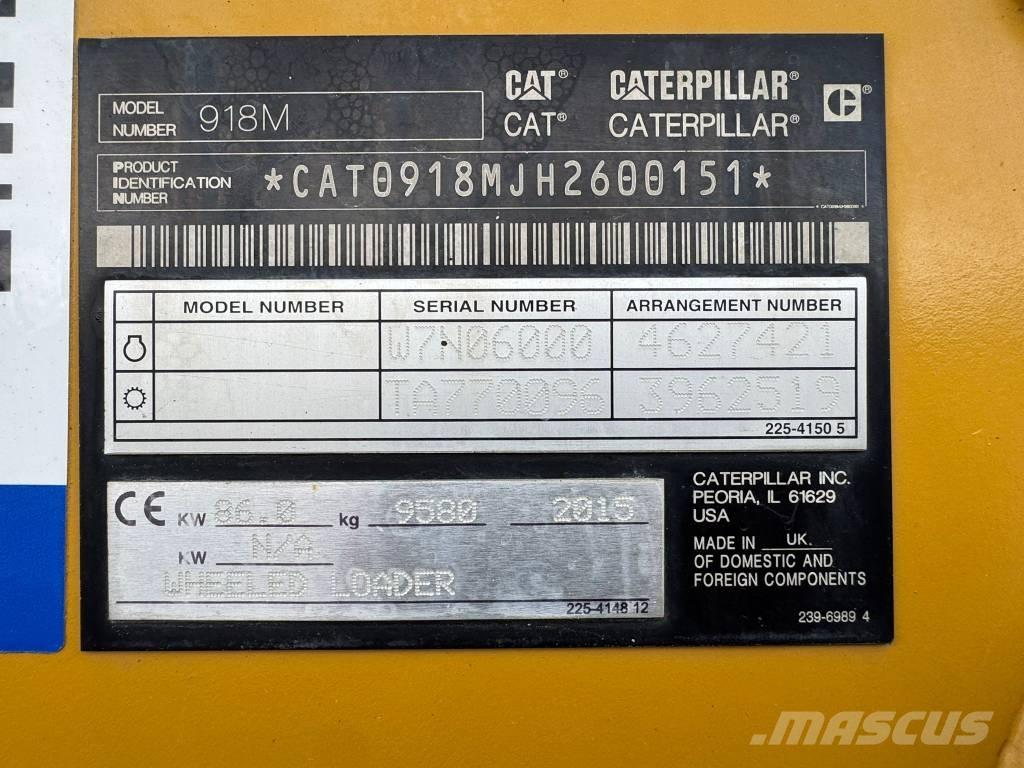 CAT® CATERPILLAR®
MODEL NUMBER 918M
CAT® CATERPILLAR®
PRODUCT IDENTIFICATION NUMBER *CAT0918MJH2600151*
MODEL NUMBER SERIAL NUMBER ARRANGEMENT NUMBER
W7N06000 4627421
TA770096 3962519
225-4150 5
CE KW 86.0 kg 9580 2015
KW N/A
WHEELED LOADER
225-4148 12
CATERPILLAR INC.
PEORIA, IL 61629
USA
MADE IN UK.
OF DOMESTIC AND
FOREIGN COMPONENTS
239-6989 4
MASCUS